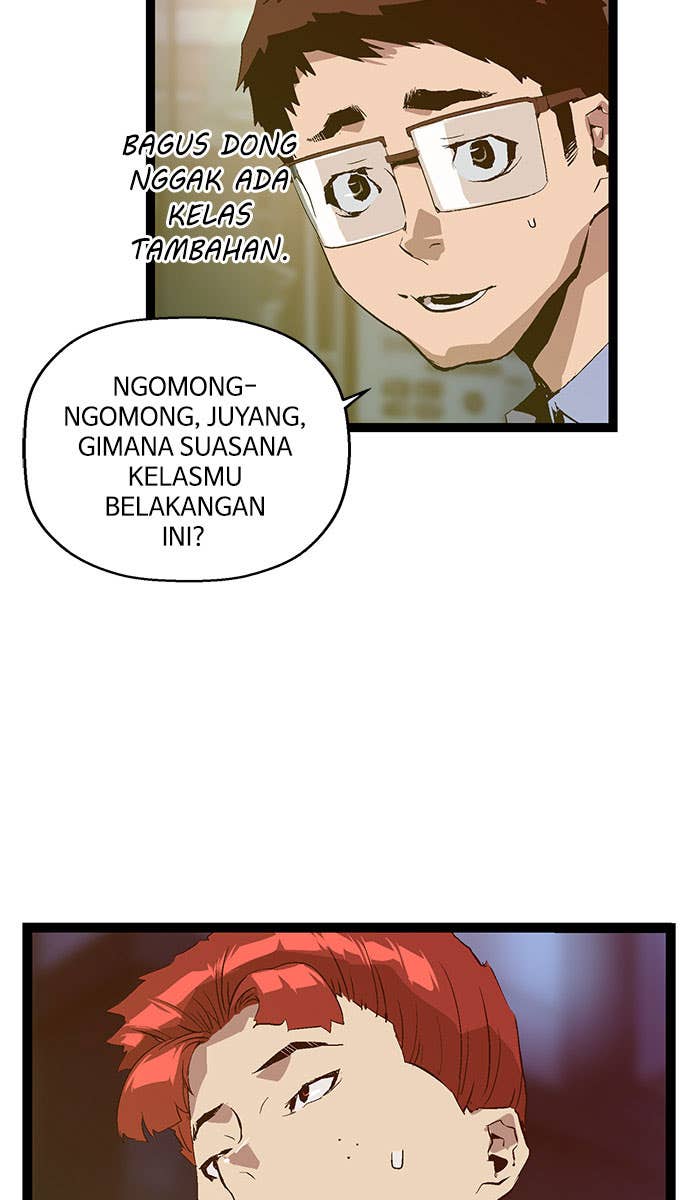 BAGUS DONG
NGGAK ADA
KELAS
TAMBAHAN.
NGOMONG-
NGOMONG, JUYANG,
GIMANA SUASANA
KELASMU
BELAKANGAN
INI?